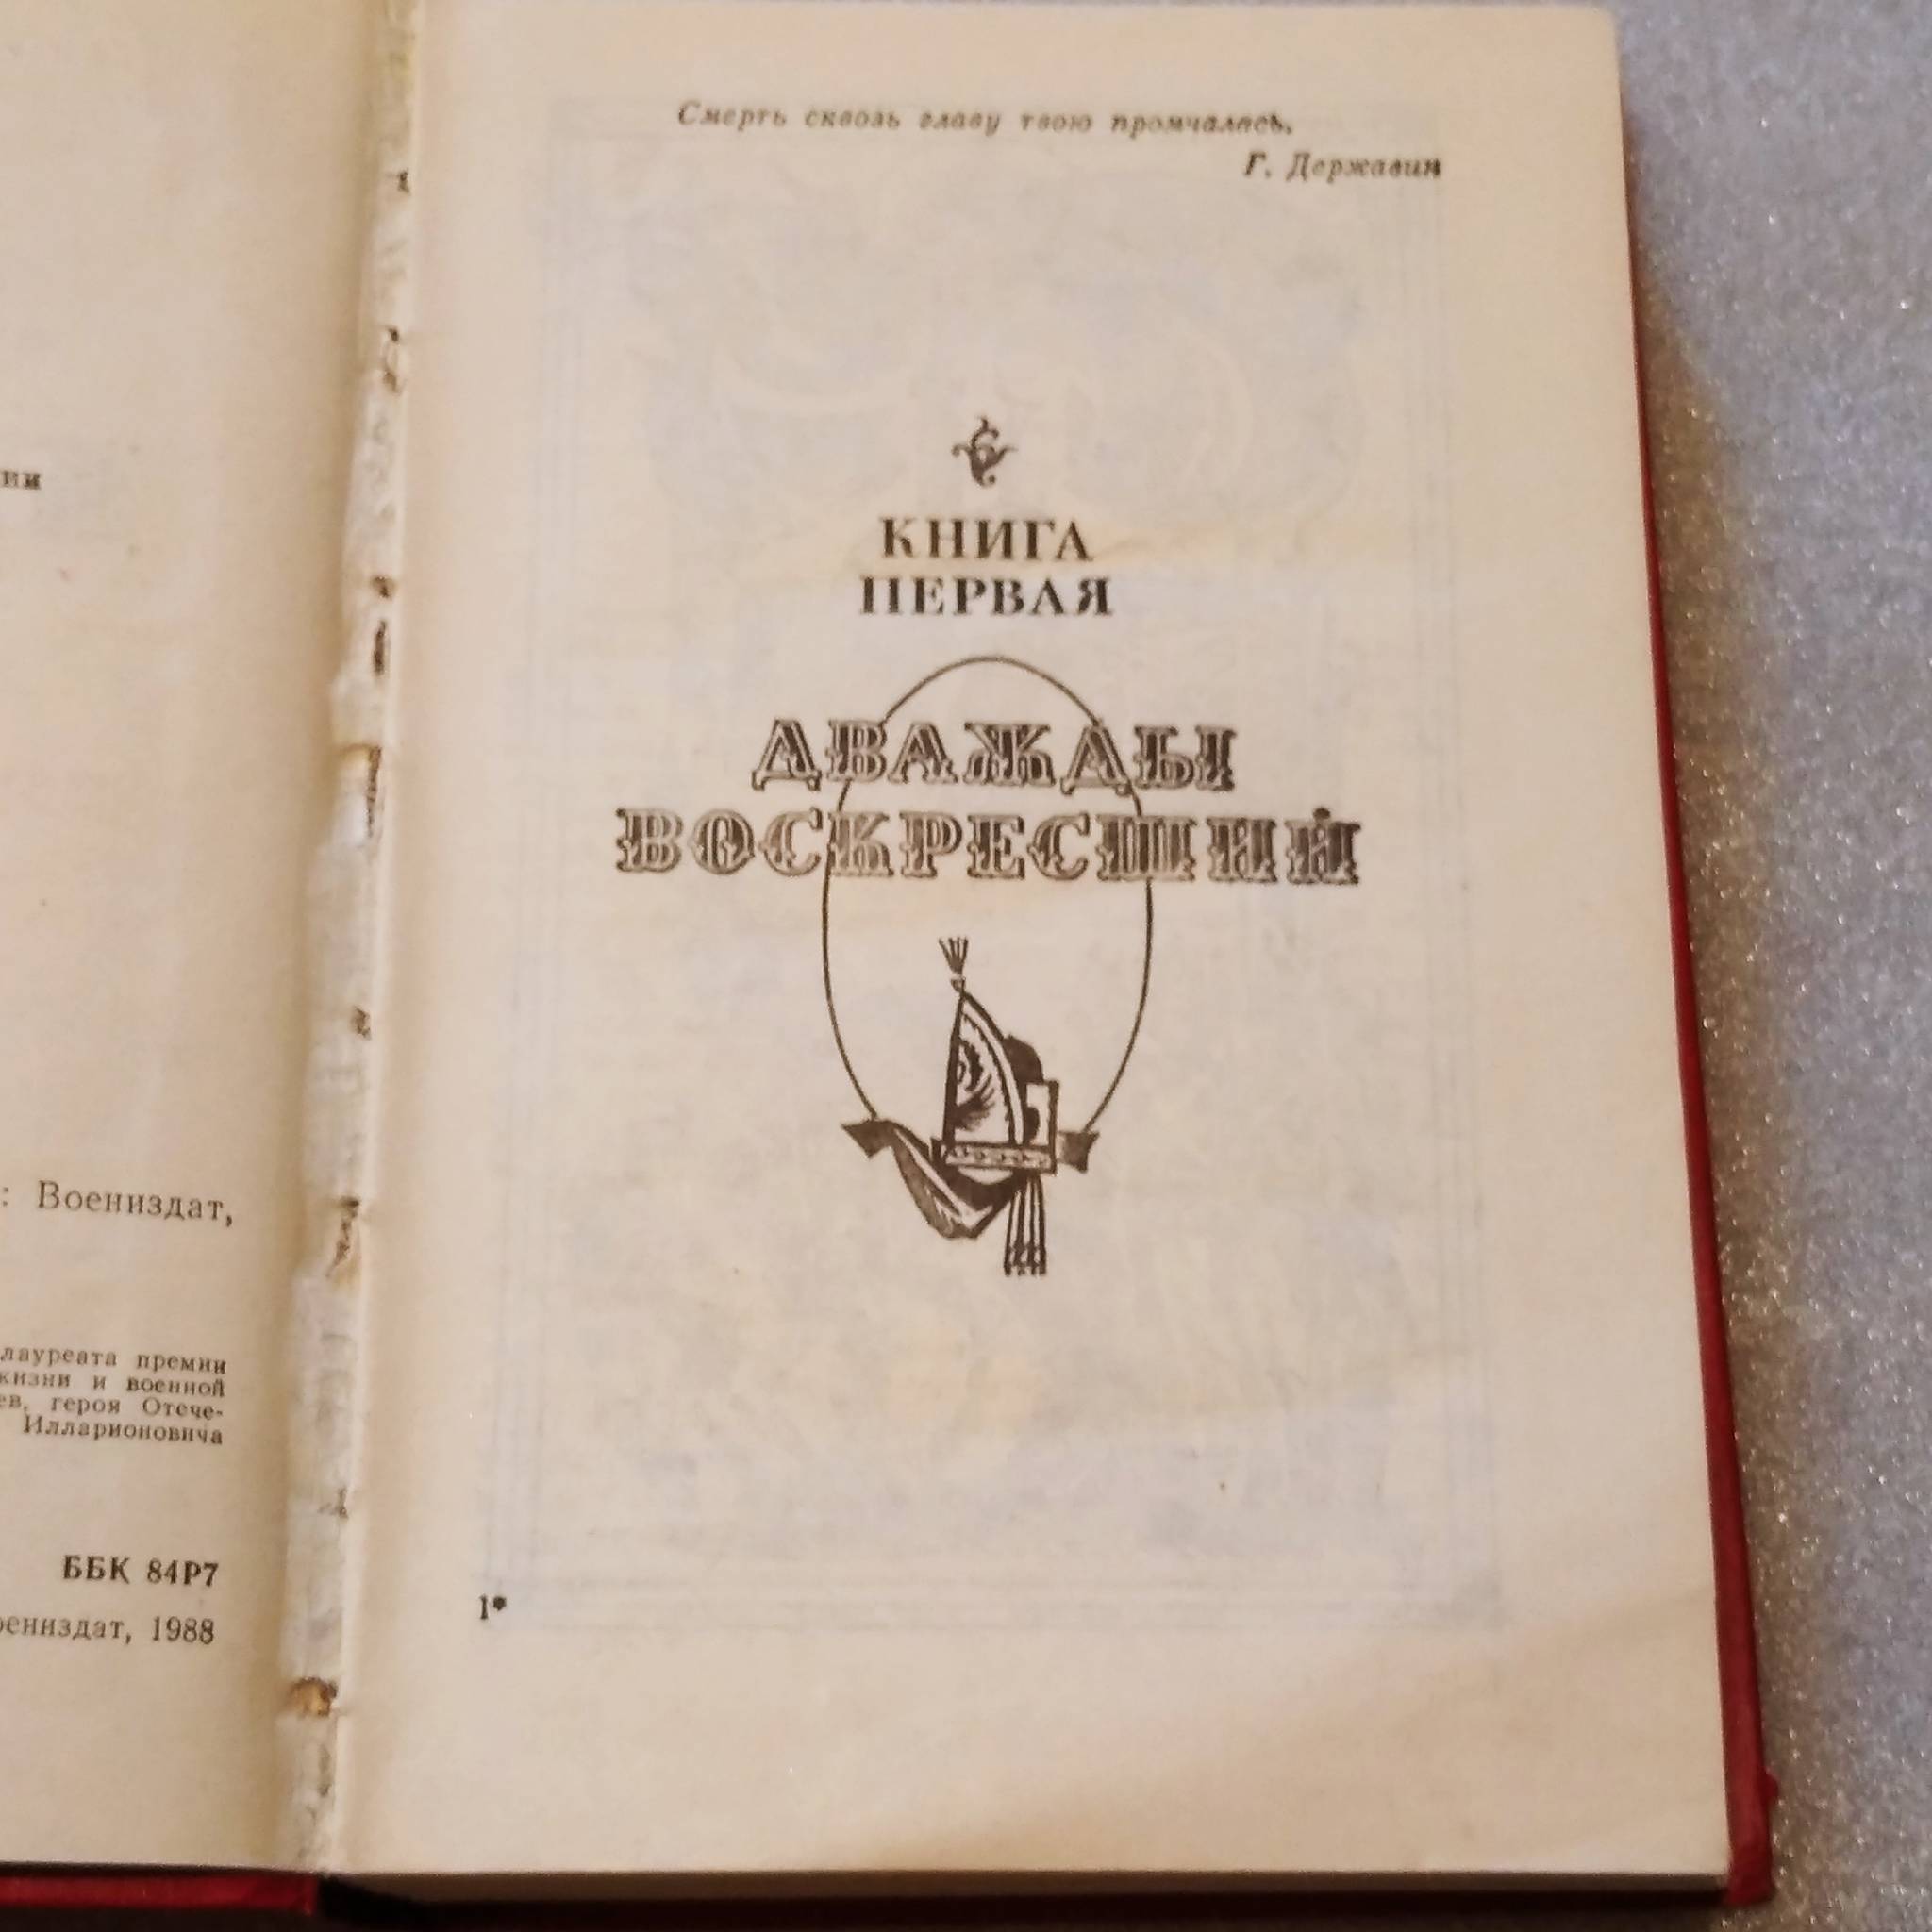 ии
: Воениздат,
лауреата премии
жизни и военной
ев, героя Отече-
Илларионовича
ББК 84Р7
оениздат, 1988
Смерть сквозь главу твою промчалась.
Г. Державин
КНИГА
ПЕРВАЯ
ДВАЖДЫ
ВОСКРЕСШИЙ
1*